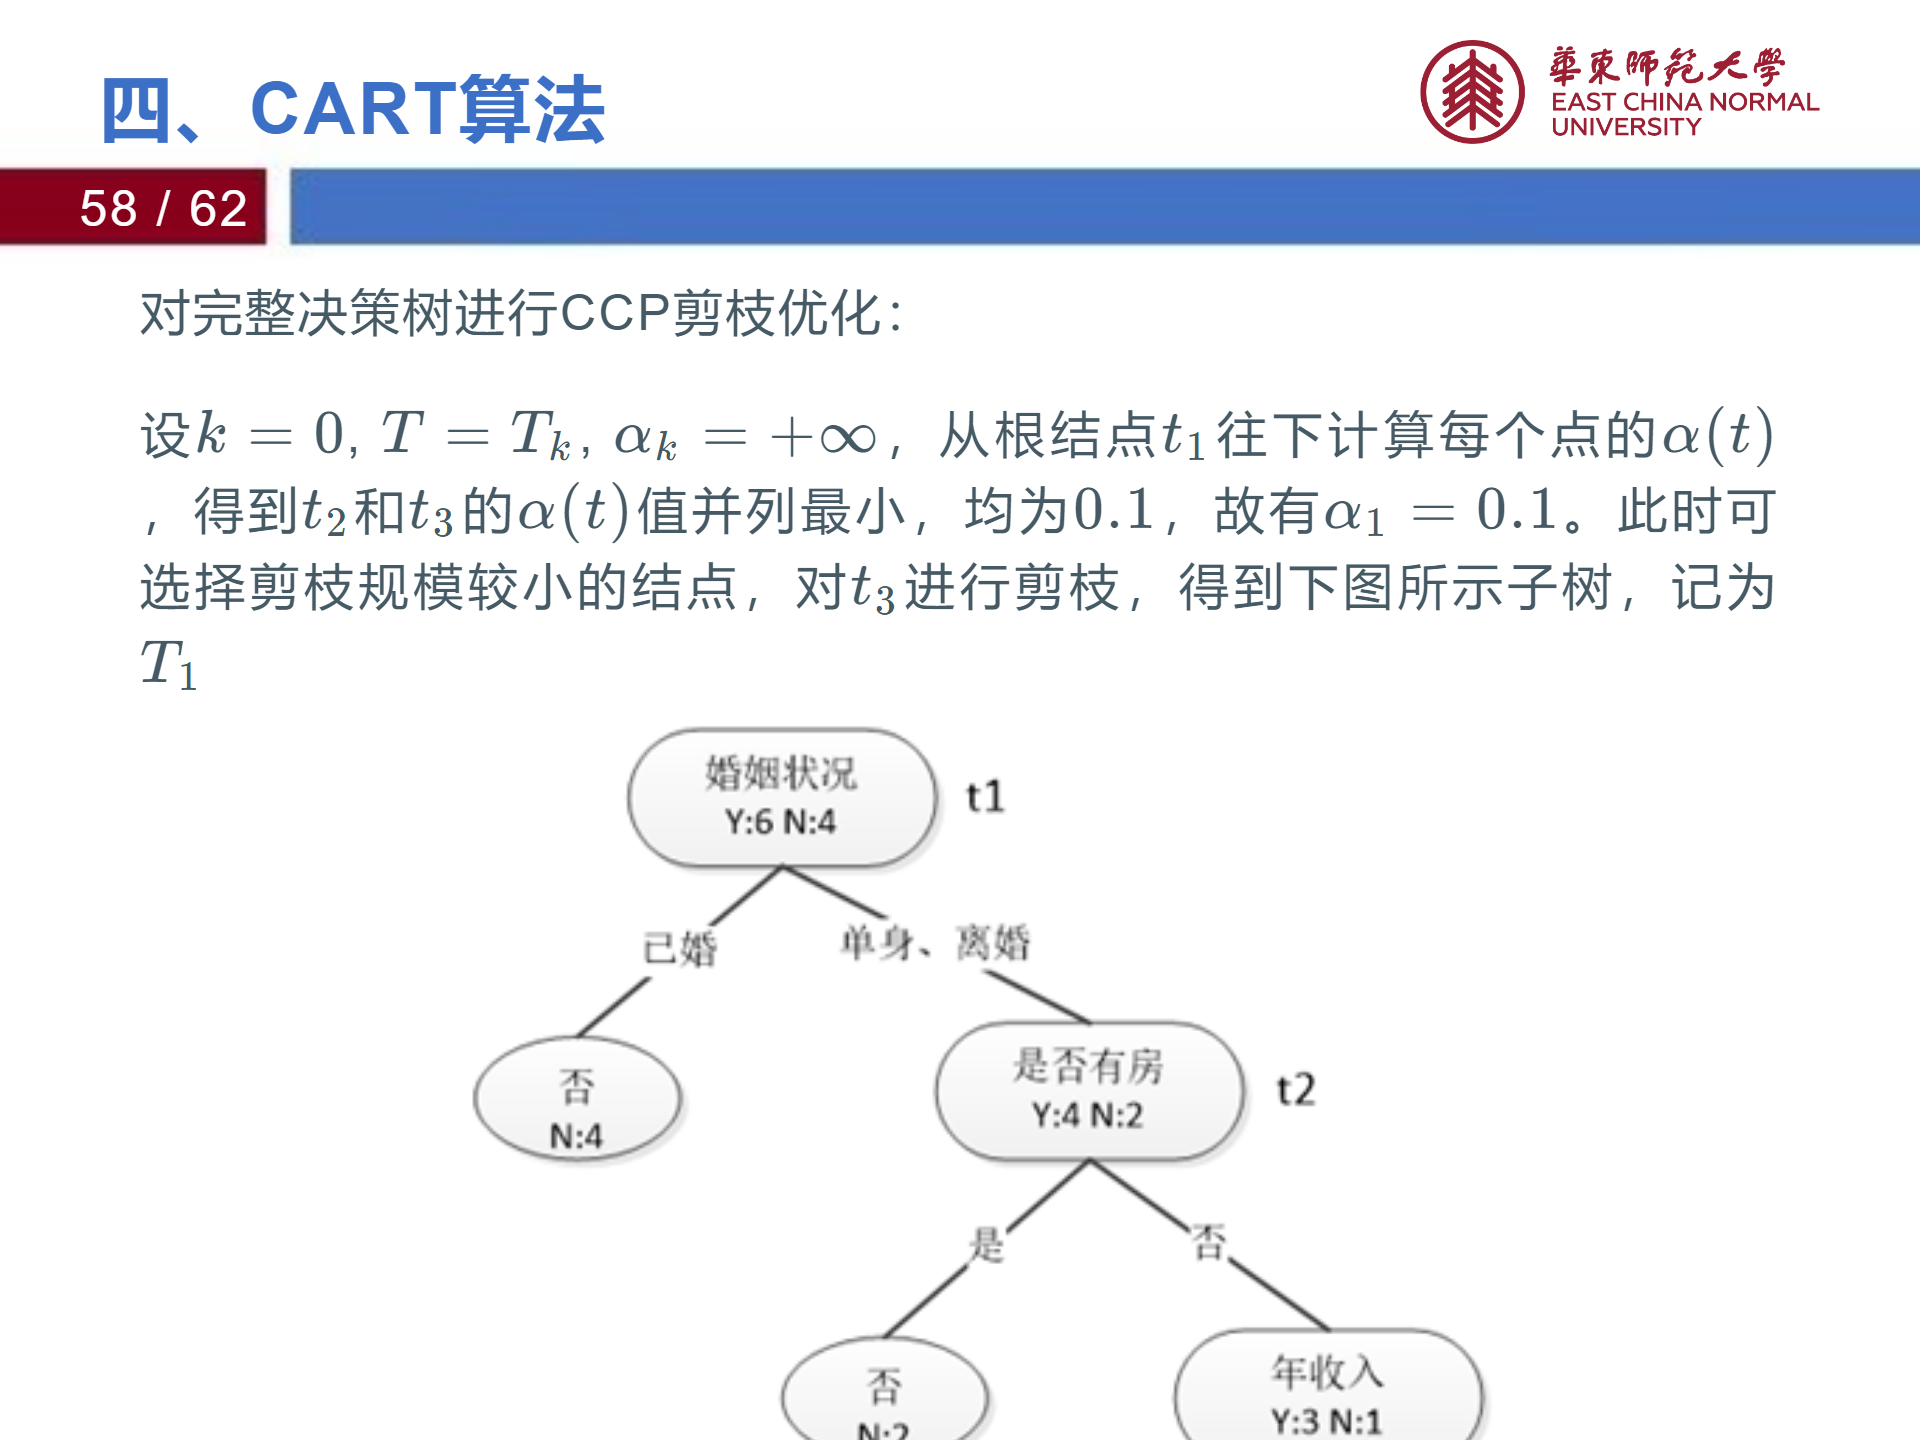 四、CART算法
華東師範大學
EAST CHINA NORMAL
UNIVERSITY
58 / 62
对完整决策树进行CCP剪枝优化：
设k = 0, T = T_k, α_k = +∞，从根结点t_1往下计算每个点的α(t)
，得到t_2和t_3的α(t)值并列最小，均为0.1，故有α_1 = 0.1。此时可
选择剪枝规模较小的结点，对t_3进行剪枝，得到下图所示子树，记为
T_1
婚姻状况
Y:6 N:4
t1
已婚
单身、离婚
否
N:4
是否有房
Y:4 N:2
t2
是
否
否
N:2
年收入
Y:3 N:1